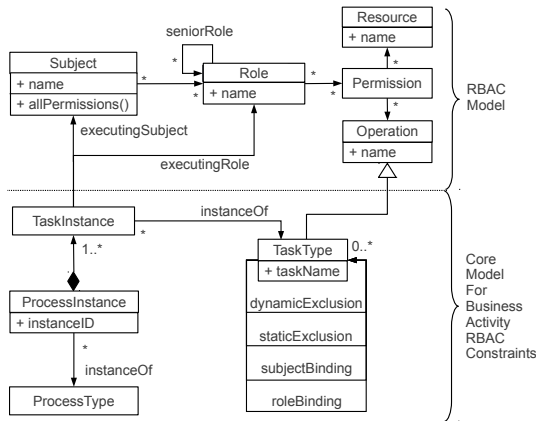 seniorRole
Resource
+ name
Subject
+ name
+ allPermissions()
*
*
*
Role
+ name
*
*
*
Permission
*
Operation
+ name
RBAC
Model
executingSubject
executingRole
TaskInstance
*
instanceOf
1..*
TaskType
+ taskName
0..*
ProcessInstance
+ instanceID
*
instanceOf
ProcessType
dynamicExclusion
staticExclusion
subjectBinding
roleBinding
Core
Model
For
Business
Activity
RBAC
Constraints